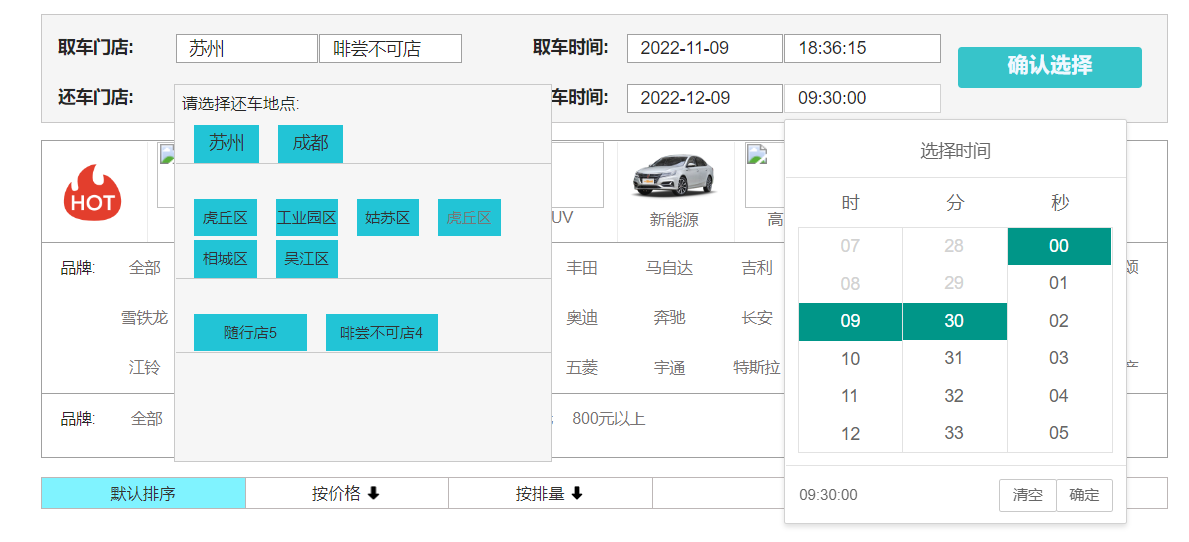 取车门店: 苏州 啡尝不可店 取车时间: 2022-11-09 18:36:15 确认选择
还车门店: 车时间: 2022-12-09 09:30:00
请选择还车地点:
苏州 成都
虎丘区 工业园区 姑苏区 虎丘区
相城区 吴江区
随行店5 啡尝不可店4
HOT UV 新能源 高
品牌: 全部 丰田 马自达 吉利 颂
雪铁龙 奥迪 奔驰 长安
江铃 五菱 宇通 特斯拉
品牌: 全部 800元以上
默认排序 按价格 按排量
选择时间
时 分 秒
07 28 00
08 29 01
09 30 02
10 31 03
11 32 04
12 33 05
09:30:00 清空 确定